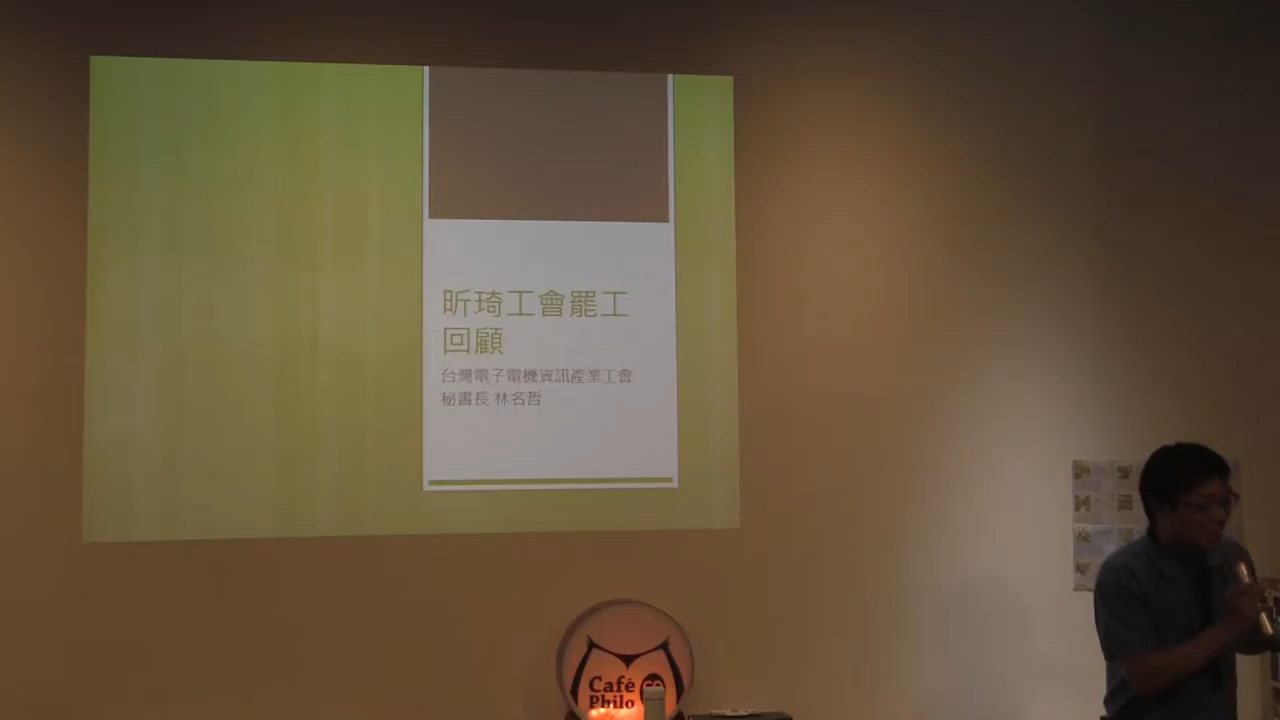 昕琦工會罷工
回顧
台灣電子電機資訊產業工會
秘書長 林名哲
Café
Philo